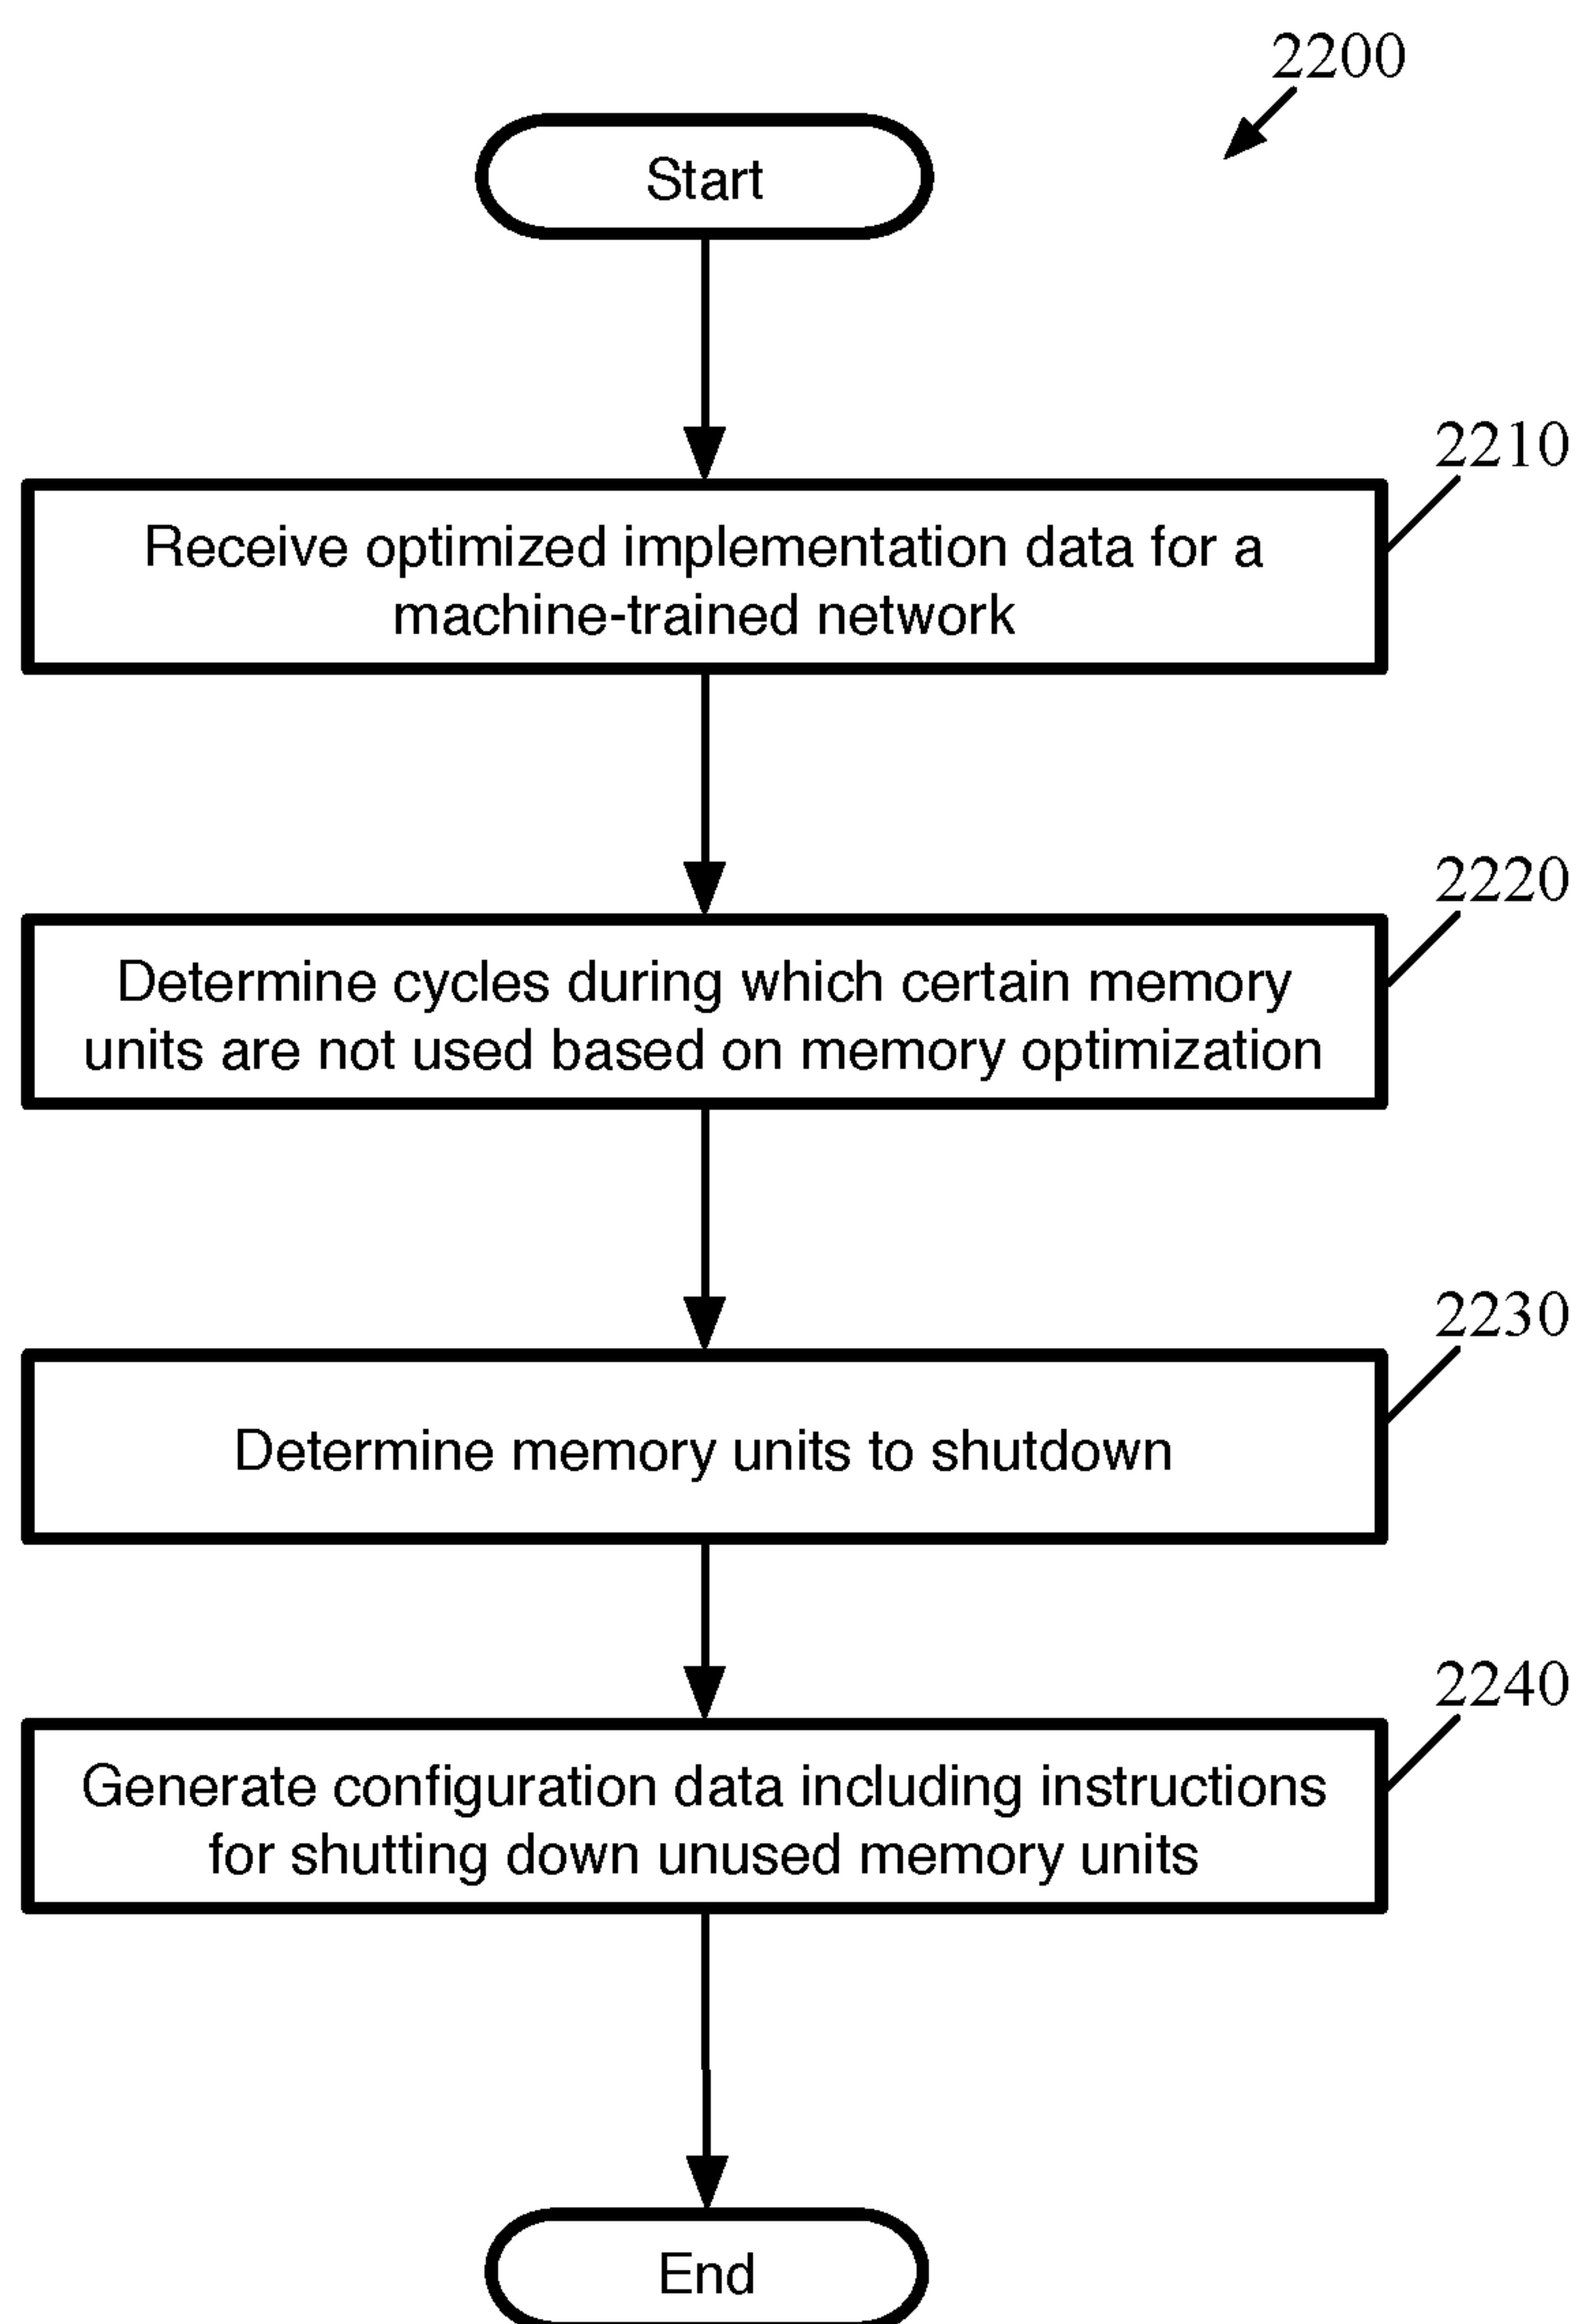 2200
Start
2210
Receive optimized implementation data for a
machine-trained network
2220
Determine cycles during which certain memory
units are not used based on memory optimization
2230
Determine memory units to shutdown
2240
Generate configuration data including instructions
for shutting down unused memory units
End